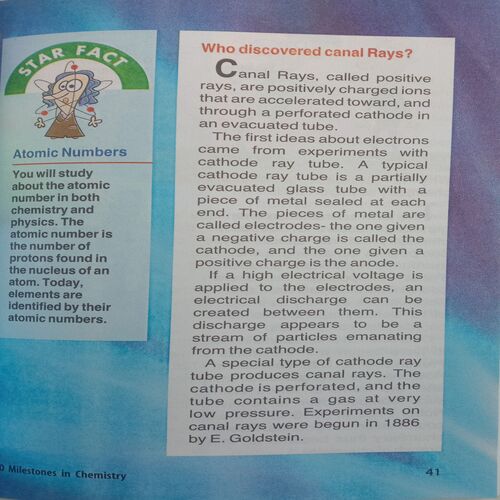 STAR FACT
Atomic Numbers
You will study
about the atomic
number in both
chemistry and
physics. The
atomic number is
the number of
protons found in
the nucleus of an
atom. Today,
elements are
identified by their
atomic numbers.
Who discovered canal Rays?
Canal Rays, called positive
rays, are positively charged ions
that are accelerated toward, and
through a perforated cathode in
an evacuated tube.
The first ideas about electrons
came from experiments with
cathode ray tube. A typical
cathode ray tube is a partially
evacuated glass tube with a
piece of metal sealed at each
end. The pieces of metal are
called electrodes- the one given
a negative charge is called the
cathode, and the one given a
positive charge is the anode.
If a high electrical voltage is
applied to the electrodes, an
electrical discharge can be
created between them. This
discharge appears to be a
stream of particles emanating
from the cathode.
A special type of cathode ray
tube produces canal rays. The
cathode is perforated, and the
tube contains a gas at very
low pressure. Experiments on
canal rays were begun in 1886
by E. Goldstein.
0 Milestones in Chemistry
41